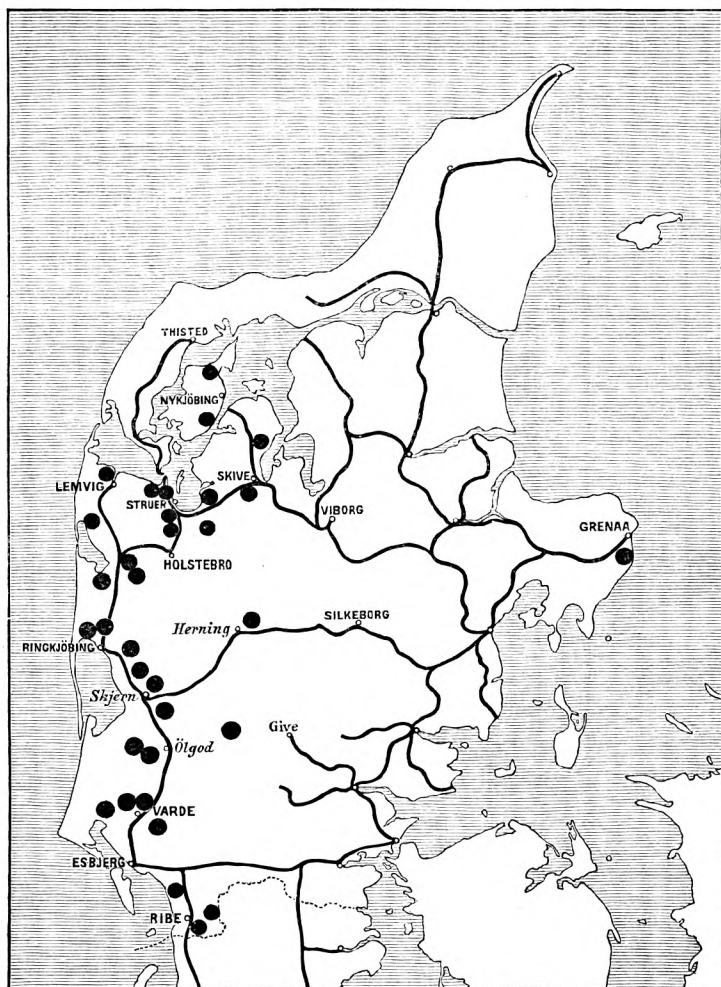 THISTED
NYKJÖBING
LEMVIG
SKIVE
STRUER
VIBORG
GRENAA
HOLSTEBRO
Herning
SILKEBORG
RINGKJÖBING
Skjern
Give
Ölgod
VARDE
ESBJERG
RIBE